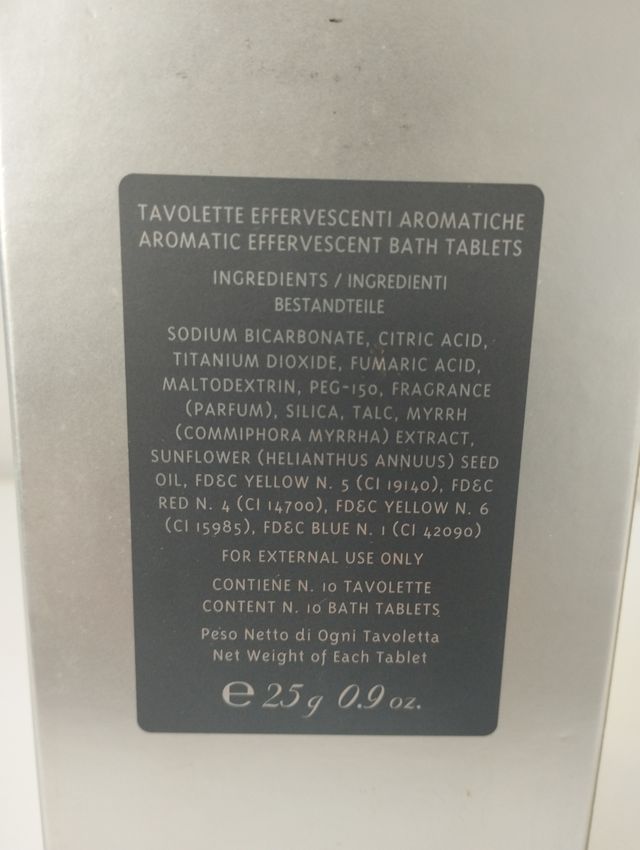 TAVOLETTE EFFERVESCENTI AROMATICHE
AROMATIC EFFERVESCENT BATH TABLETS
INGREDIENTS / INGREDIENTI
BESTANDTEILE
SODIUM BICARBONATE, CITRIC ACID,
TITANIUM DIOXIDE, FUMARIC ACID,
MALTODEXTRIN, PEG-150, FRAGRANCE
(PARFUM), SILICA, TALC, MYRRH
(COMMIPHORA MYRRHA) EXTRACT,
SUNFLOWER (HELIANTHUS ANNUUS) SEED
OIL, FD&C YELLOW N. 5 (CI 19140), FD&C
RED N. 4 (CI 14700), FD&C YELLOW N. 6
(CI 15985), FD&C BLUE N. 1 (CI 42090)
FOR EXTERNAL USE ONLY
CONTIENE N. 10 TAVOLETTE
CONTENT N. 10 BATH TABLETS
Peso Netto di Ogni Tavoletta
Net Weight of Each Tablet
℮ 25 g 0.9 oz.